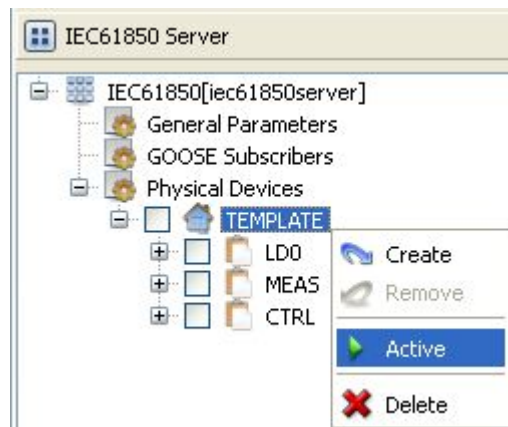 IEC61850 Server
IEC61850[iec61850server]
General Parameters
GOOSE Subscribers
Physical Devices
TEMPLATE
LD0
MEAS
CTRL
Create
Remove
Active
Delete